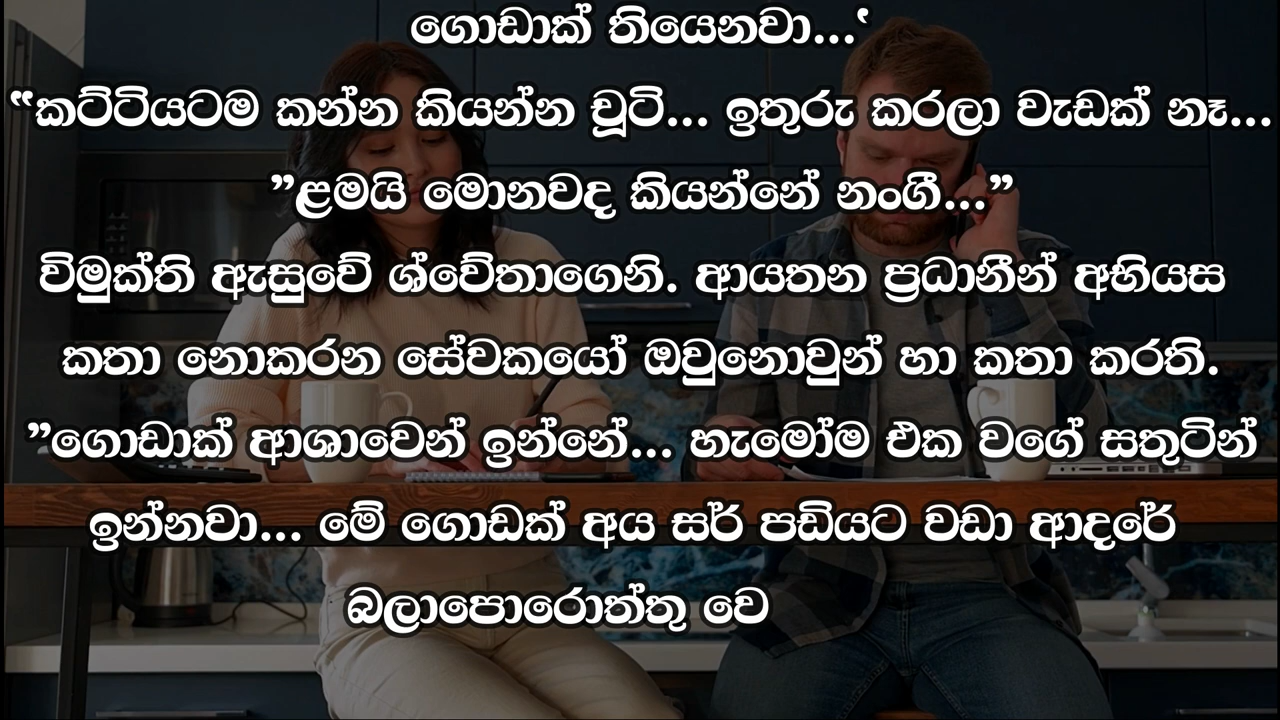 ගොඩාක් තියෙනවා...‘
“කට්ටියටම කන්න කියන්න චූටි... ඉතුරු කරලා වැඩක් නෑ...
”ළමයි මොනවද කියන්නේ නංගී...”
විමුක්ති ඇසුවේ ශ්වේතාගෙනි. ආයතන ප්‍රධානීන් අභියස
කතා නොකරන සේවකයෝ ඔවුනොවුන් හා කතා කරති.
”ගොඩාක් ආශාවෙන් ඉන්නේ... හැමෝම එක වගේ සතුටින්
ඉන්නවා... මේ ගොඩක් අය සර් පඩියට වඩා ආදරේ
බලාපොරොත්තු වෙ